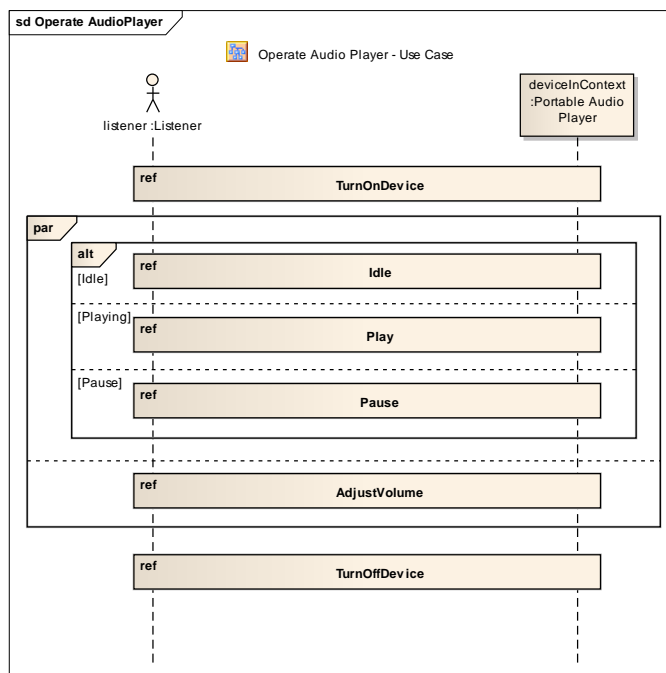 sd Operate AudioPlayer
Operate Audio Player - Use Case
listener :Listener
deviceInContext
:Portable Audio
Player
ref
TurnOnDevice
par
alt
[Idle]
ref
Idle
[Playing]
ref
Play
[Pause]
ref
Pause
ref
AdjustVolume
ref
TurnOffDevice